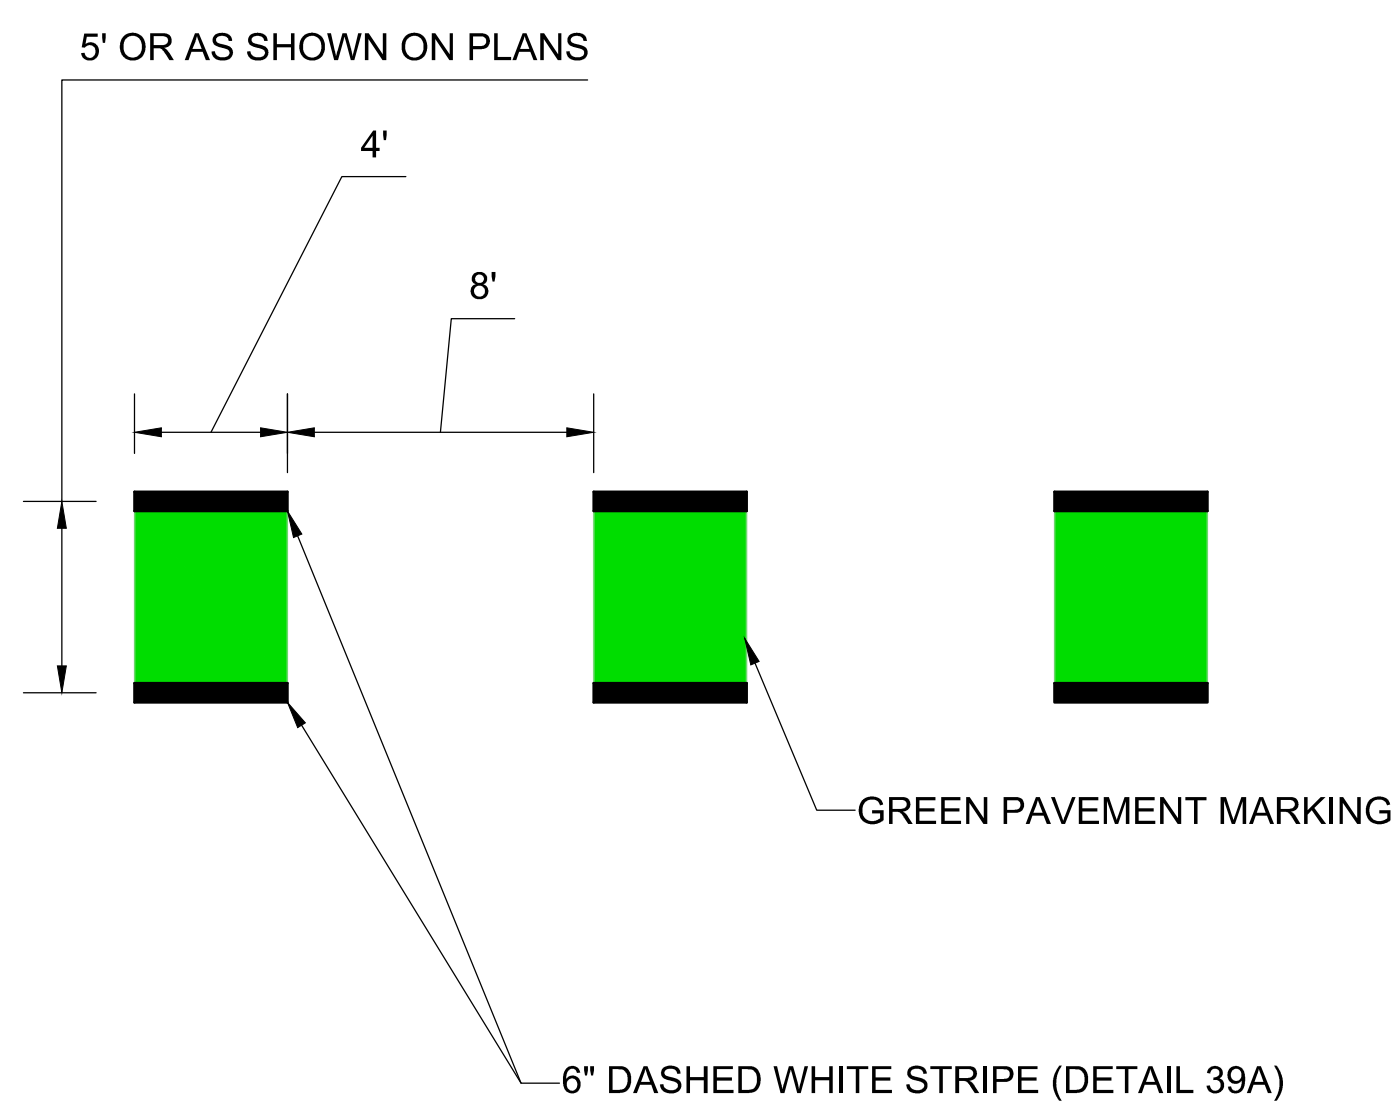 5' OR AS SHOWN ON PLANS
4'
8'
GREEN PAVEMENT MARKING
6" DASHED WHITE STRIPE (DETAIL 39A)